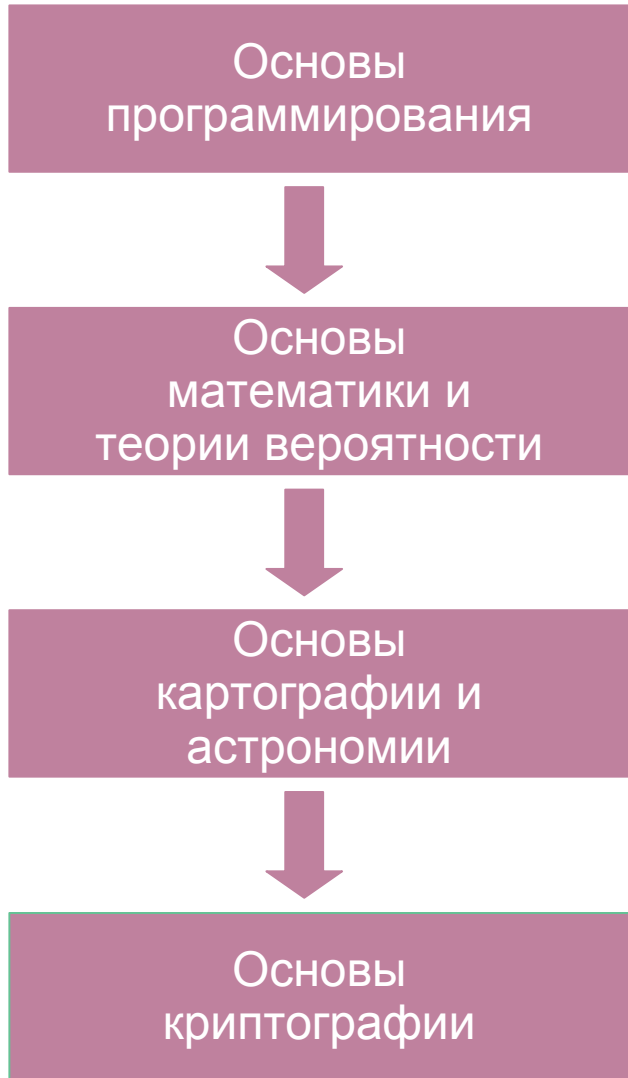 Основы
программирования
Основы
математики и
теории вероятности
Основы
картографии и
астрономии
Основы
криптографии